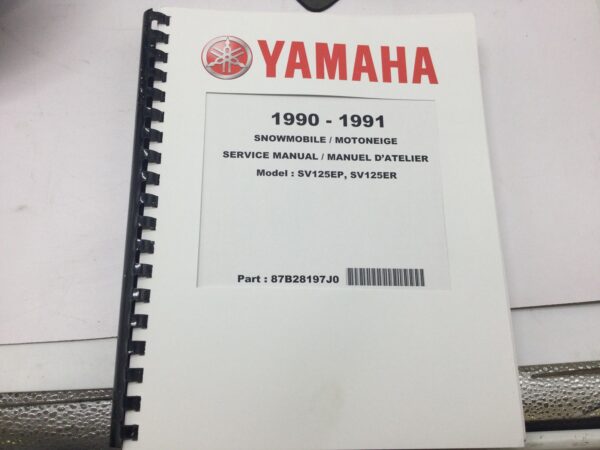 YAMAHA
1990 - 1991
SNOWMOBILE / MOTONEIGE
SERVICE MANUAL / MANUEL D'ATELIER
Model : SV125EP, SV125ER
Part : 87B28197J0